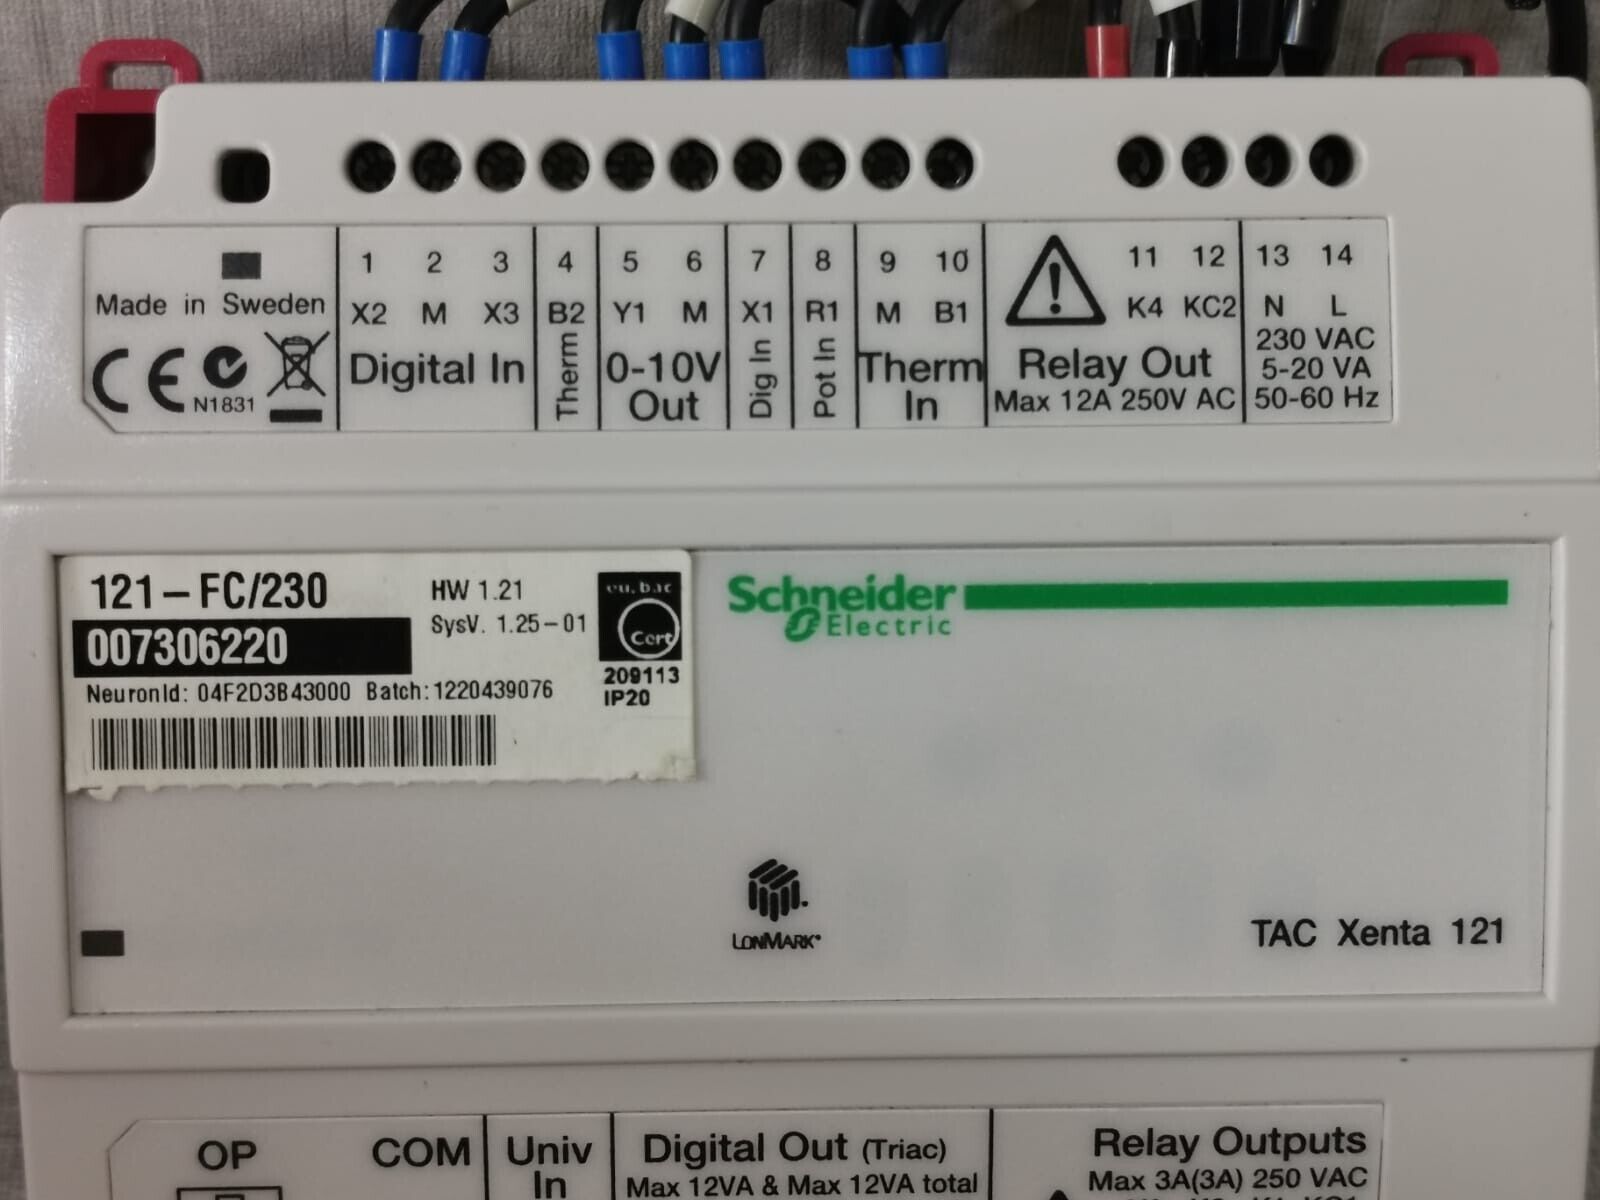 1 2 3 4 5 6 7 8 9 10 11 12 13 14
Made in Sweden X2 M X3 B2 Y1 M X1 R1 M B1 K4 KC2 N L
CE N1831 Digital In Therm 0-10V Out Dig In Pot In Therm In Relay Out 230 VAC
Max 12A 250V AC 5-20 VA
50-60 Hz
121-FC/230 HW 1.21 eu.bac
007306220 SysV. 1.25-01 Cert
NeuronId: 04F2D3B43000 Batch:1220439076 209113
IP20
Schneider
Electric
LONMARK®
TAC Xenta 121
OP COM Univ In Digital Out (Triac) Relay Outputs
Max 12VA & Max 12VA total Max 3A(3A) 250 VAC